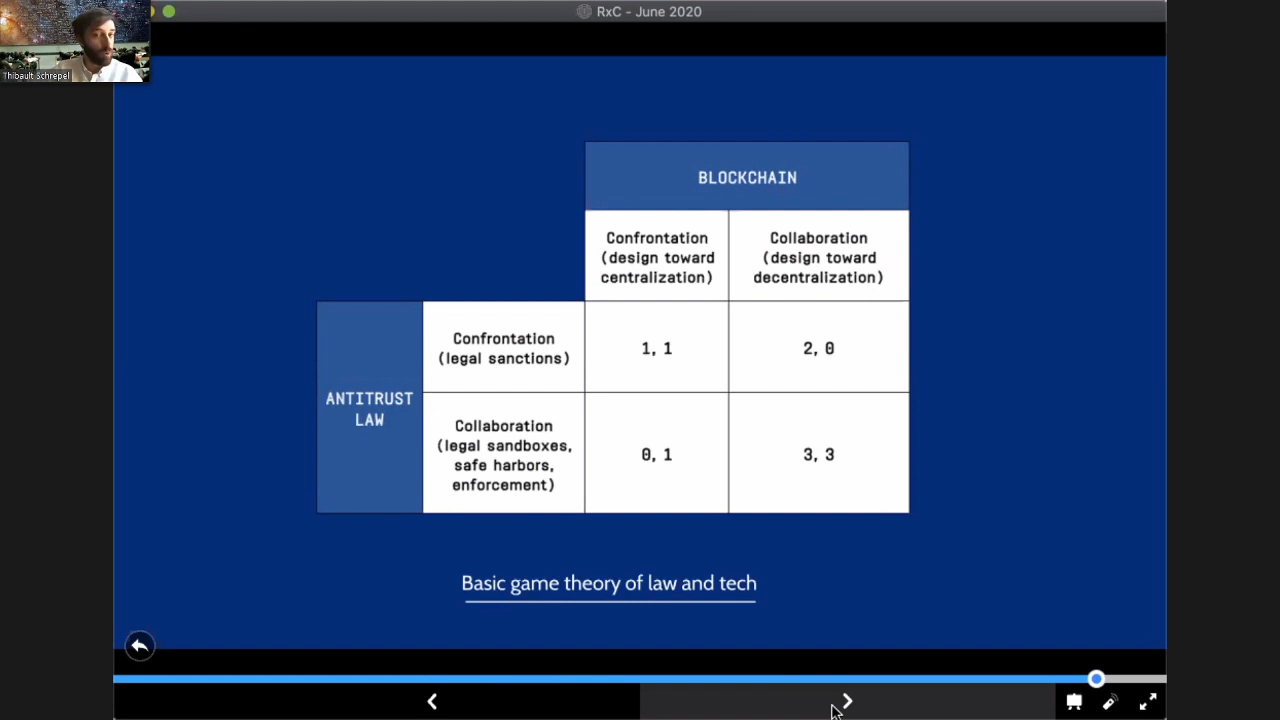 RxC - June 2020
Thibault Schrepel
BLOCKCHAIN
Confrontation
(design toward
centralization)
Collaboration
(design toward
decentralization)
ANTITRUST
LAW
Confrontation
(legal sanctions)
1, 1
2, 0
Collaboration
(legal sandboxes,
safe harbors,
enforcement)
0, 1
3, 3
Basic game theory of law and tech